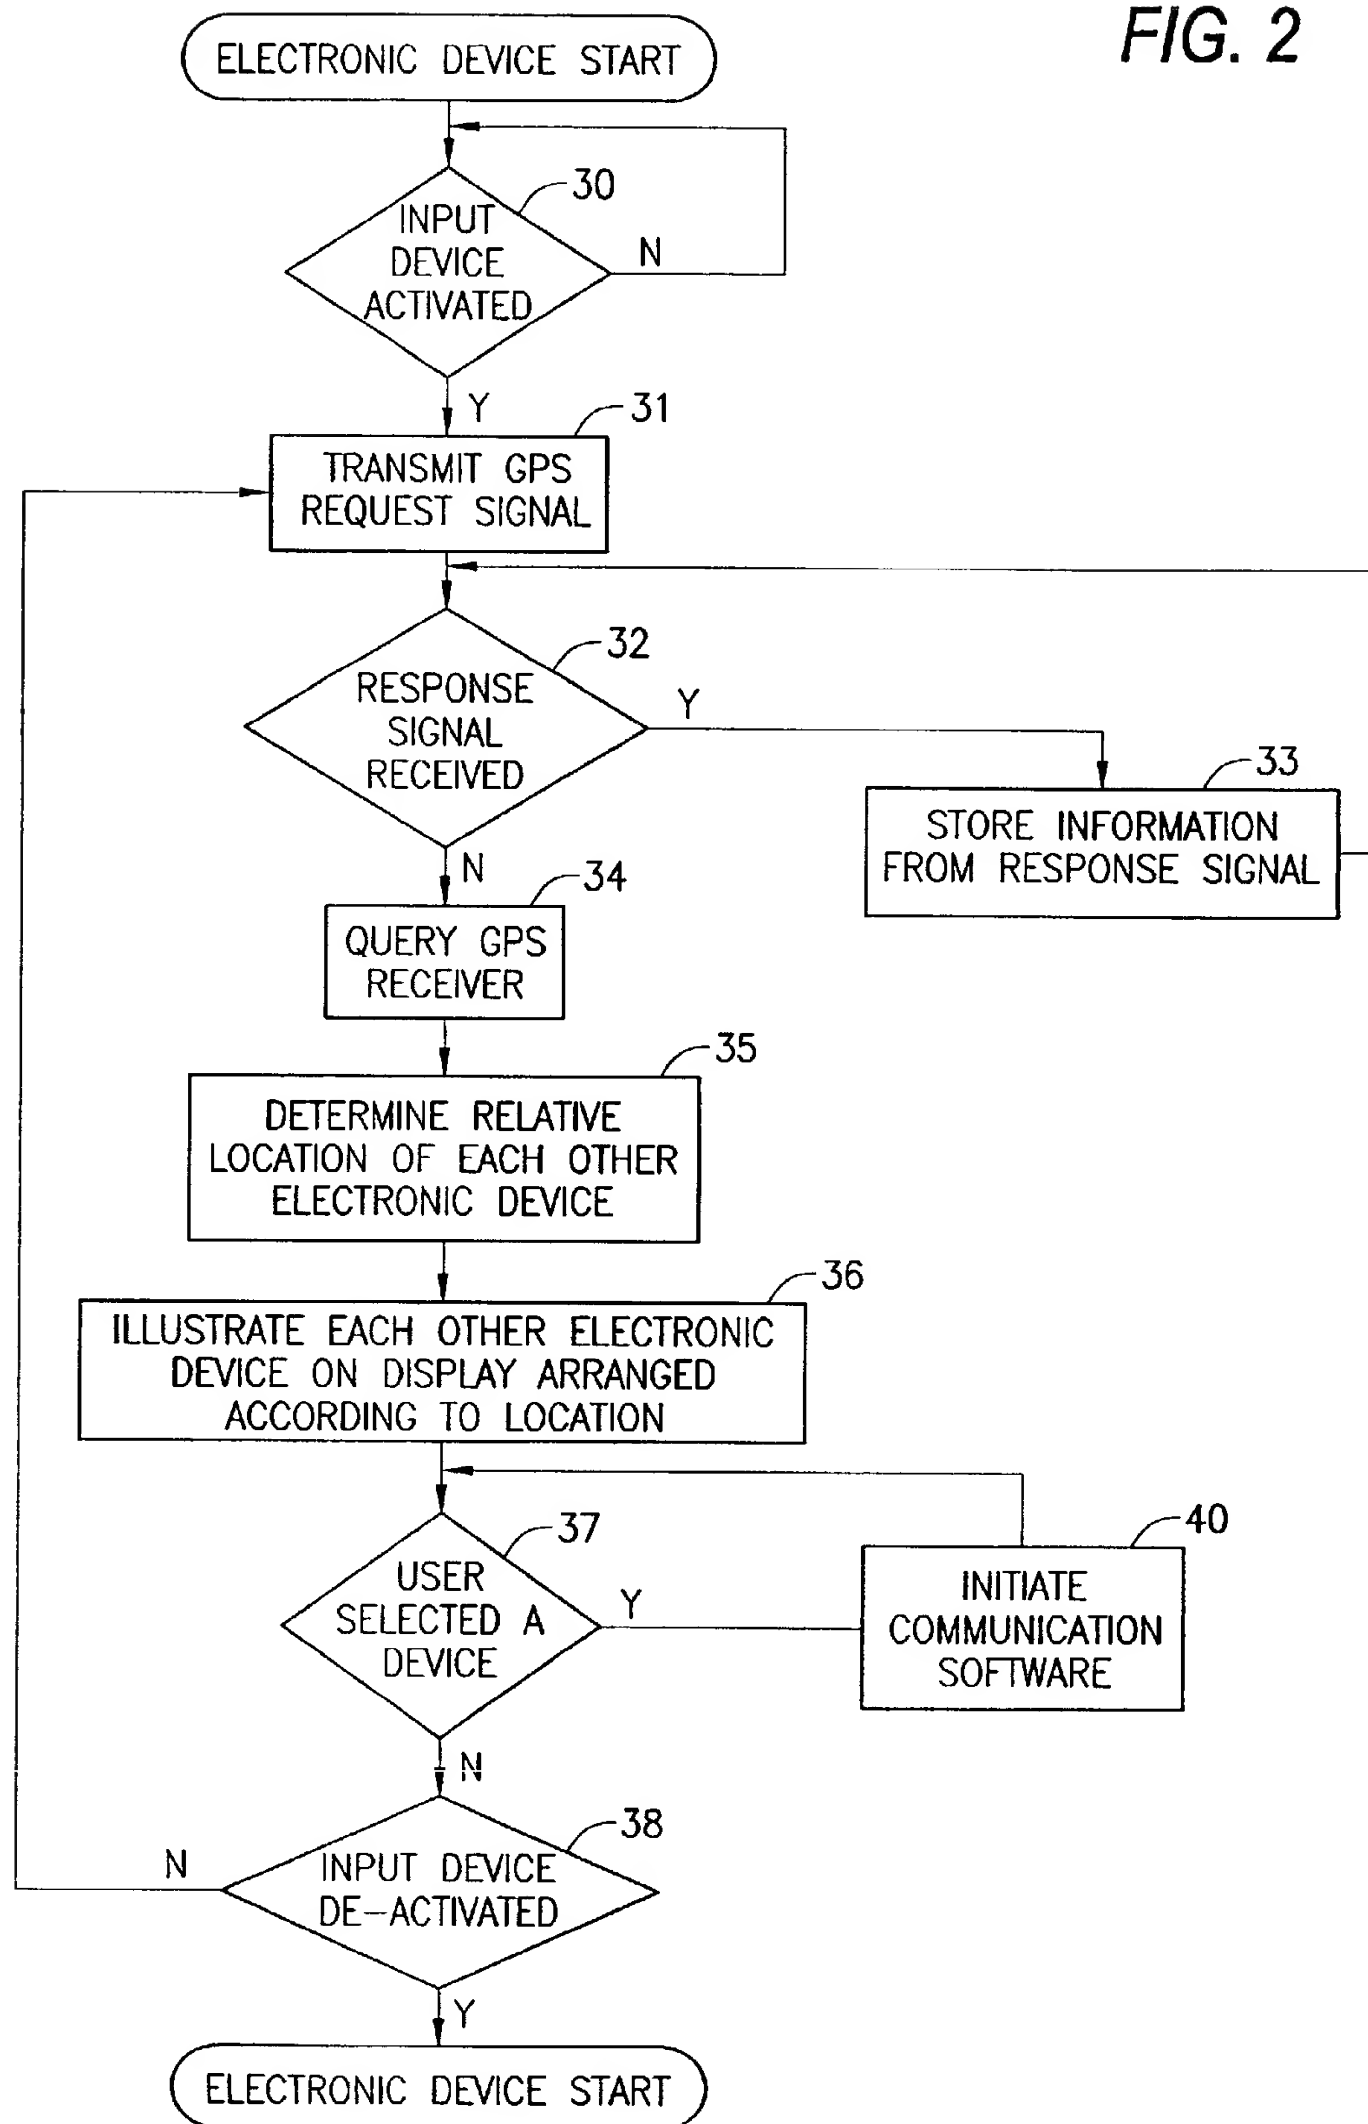 FIG. 2
ELECTRONIC DEVICE START
30
INPUT
DEVICE
ACTIVATED
N
Y
31
TRANSMIT GPS
REQUEST SIGNAL
32
RESPONSE
SIGNAL
RECEIVED
Y
33
STORE INFORMATION
FROM RESPONSE SIGNAL
N
34
QUERY GPS
RECEIVER
35
DETERMINE RELATIVE
LOCATION OF EACH OTHER
ELECTRONIC DEVICE
36
ILLUSTRATE EACH OTHER ELECTRONIC
DEVICE ON DISPLAY ARRANGED
ACCORDING TO LOCATION
37
USER
SELECTED A
DEVICE
Y
40
INITIATE
COMMUNICATION
SOFTWARE
N
38
INPUT DEVICE
DE-ACTIVATED
N
Y
ELECTRONIC DEVICE START